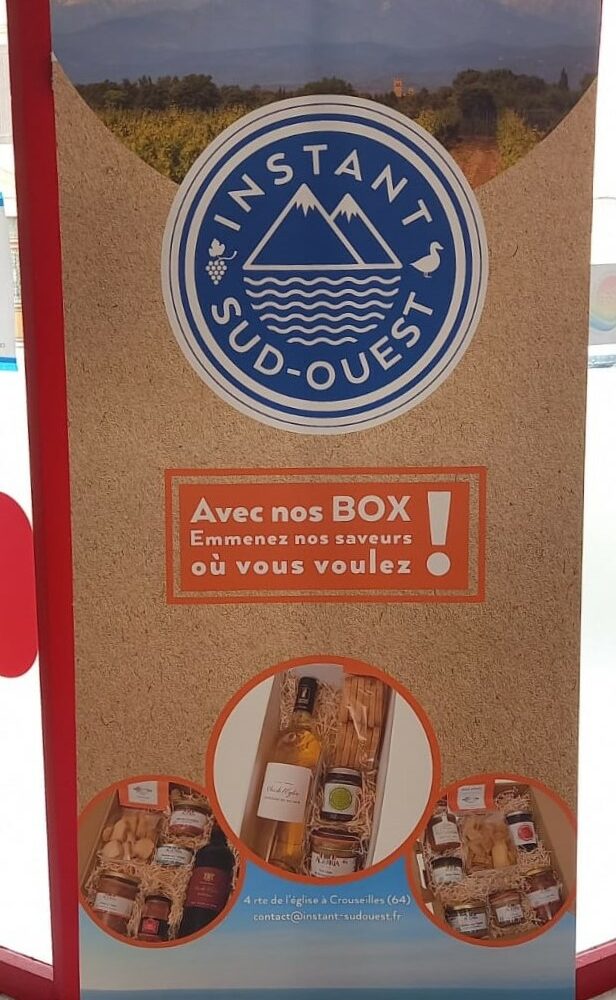 INSTANT
SUD-OUEST
Avec nos BOX
Emmenez nos saveurs
où vous voulez !
4 rte de l'église à Crouseilles (64)
contact@instant-sudouest.fr